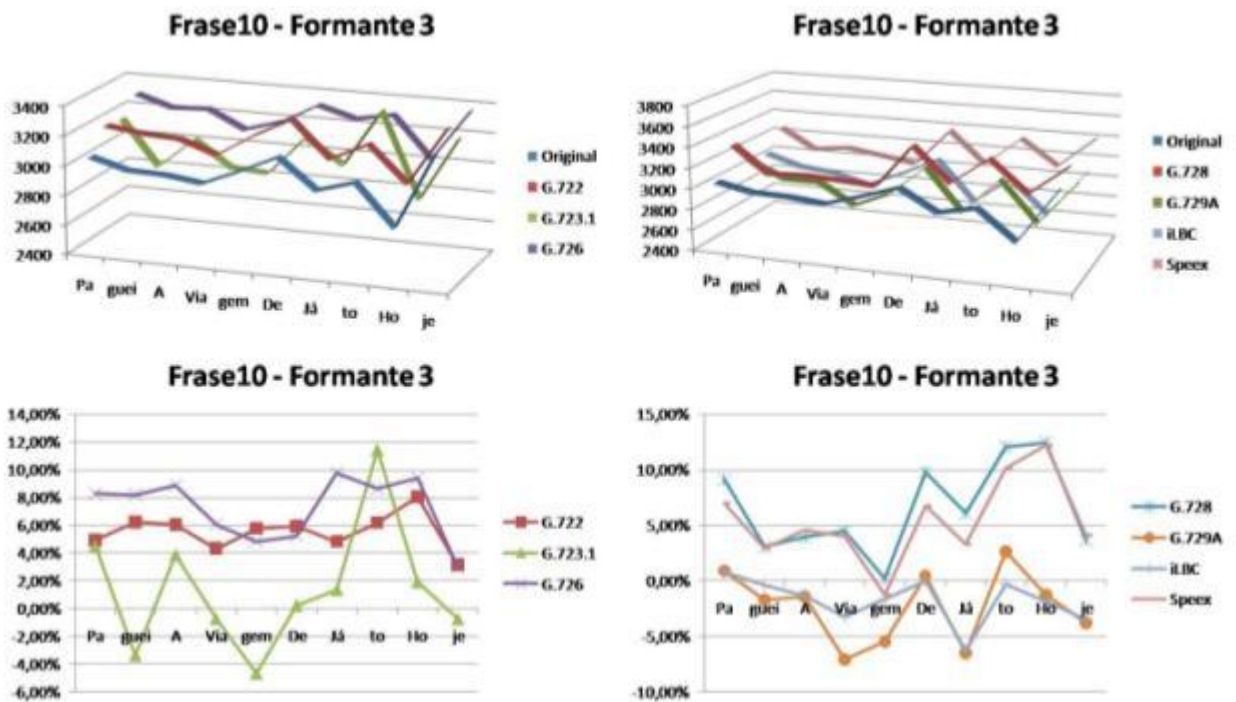 Frase10 - Formante 3
3400
3200
3000
2800
2600
2400
Pa
guei
A
Via
gem
De
Já
to
Ho
je
Original
G.722
G.723.1
G.726
Frase10 - Formante 3
3800
3600
3400
3200
3000
2800
2600
2400
Pa
guei
A
Via
gem
De
Já
to
Ho
je
Original
G.728
G.729A
iLBC
Speex
Frase10 - Formante 3
14,00%
12,00%
10,00%
8,00%
6,00%
4,00%
2,00%
0,00%
-2,00%
-4,00%
-6,00%
Pa guei A Via gem De Já to Ho je
G.722
G.723.1
G.726
Frase10 - Formante 3
15,00%
10,00%
5,00%
0,00%
-5,00%
-10,00%
Pa guei A Via gem De Já to Ho je
G.728
G.729A
iLBC
Speex